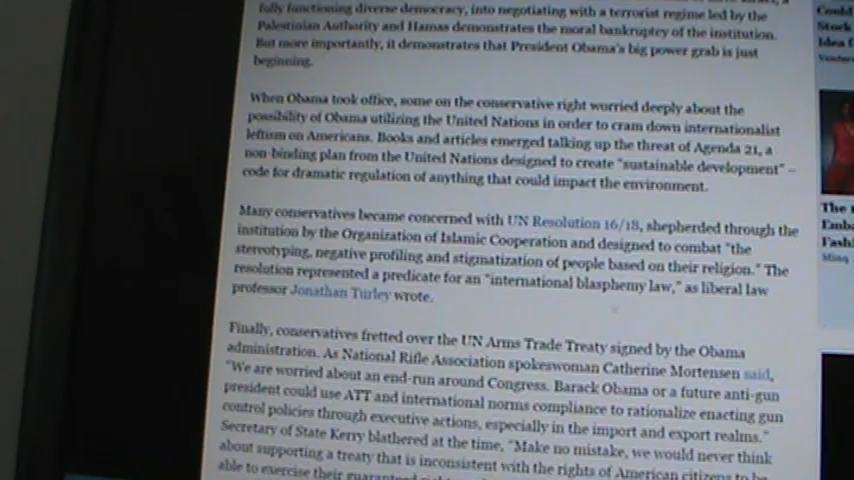 fully functioning diverse democracy, into negotiating with a terrorist regime led by the
Palestinian Authority and Hamas demonstrates the moral bankruptcy of the institution.
But more importantly, it demonstrates that President Obama's big power grab is just
beginning.
When Obama took office, some on the conservative right worried deeply about the
possibility of Obama utilizing the United Nations in order to cram down internationalist
leftism on Americans. Books and articles emerged talking up the threat of Agenda 21, a
non-binding plan from the United Nations designed to create "sustainable development" –
code for dramatic regulation of anything that could impact the environment.
Many conservatives became concerned with UN Resolution 16/18, shepherded through the
institution by the Organization of Islamic Cooperation and designed to combat "the
stereotyping, negative profiling and stigmatization of people based on their religion." The
resolution represented a predicate for an "international blasphemy law," as liberal law
professor Jonathan Turley wrote.
Finally, conservatives fretted over the UN Arms Trade Treaty signed by the Obama
administration. As National Rifle Association spokeswoman Catherine Mortensen said,
"We are worried about an end-run around Congress. Barack Obama or a future anti-gun
president could use ATT and international norms compliance to rationalize enacting gun
control policies through executive actions, especially in the import and export realms."
Secretary of State Kerry blathered at the time, "Make no mistake, we would never think
about supporting a treaty that is inconsistent with the rights of American citizens to be
able to exercise their guaranteed
Could
Stock
Idea f
The
Emba
Fashi